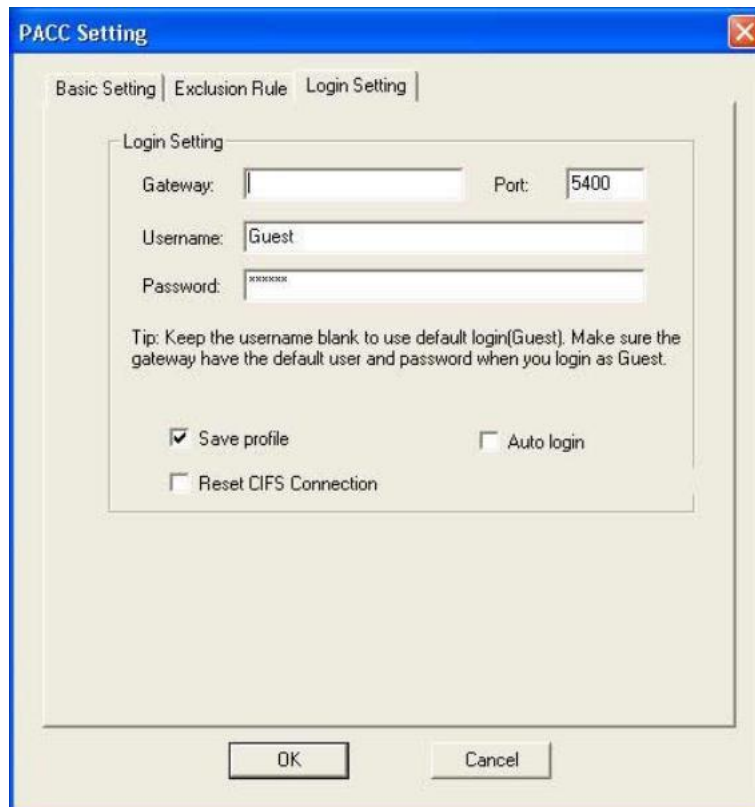 PACC Setting
Basic Setting Exclusion Rule Login Setting
Login Setting
Gateway: Port: 5400
Username: Guest
Password: ******
Tip: Keep the username blank to use default login(Guest). Make sure the
gateway have the default user and password when you login as Guest.
Save profile Auto login
Reset CIFS Connection
OK Cancel